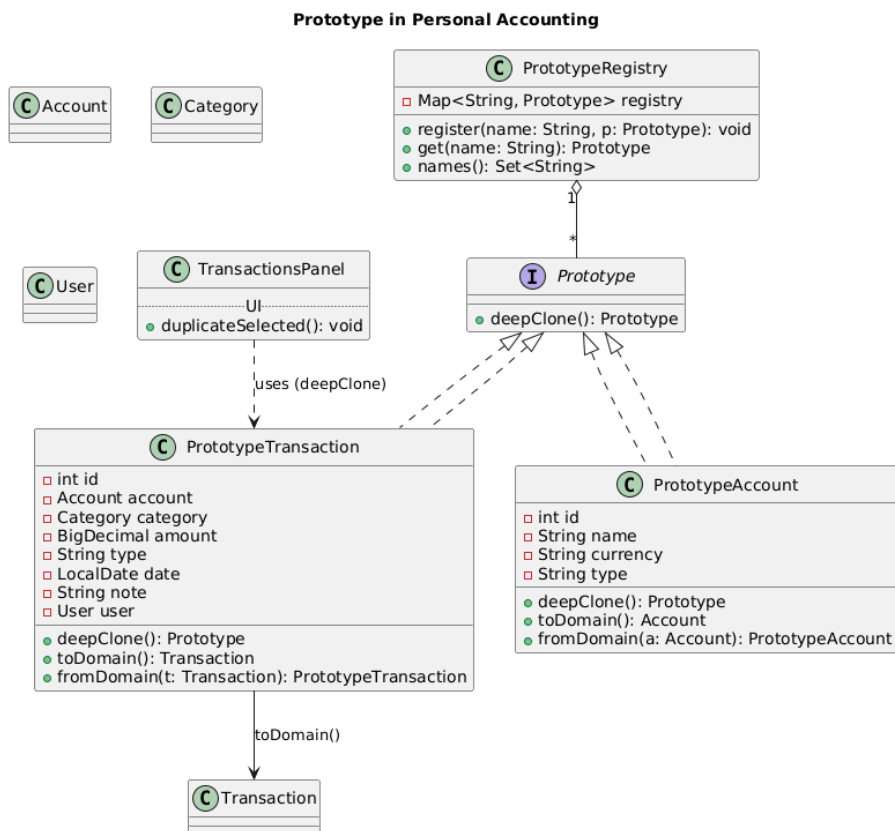 Prototype in Personal Accounting
C Account
C Category
C PrototypeRegistry
Map<String, Prototype> registry
register(name: String, p: Prototype): void
get(name: String): Prototype
names(): Set<String>
1
*
C User
C TransactionsPanel
UI
duplicateSelected(): void
I Prototype
deepClone(): Prototype
uses (deepClone)
C PrototypeTransaction
int id
Account account
Category category
BigDecimal amount
String type
LocalDate date
String note
User user
deepClone(): Prototype
toDomain(): Transaction
fromDomain(t: Transaction): PrototypeTransaction
C PrototypeAccount
int id
String name
String currency
String type
deepClone(): Prototype
toDomain(): Account
fromDomain(a: Account): PrototypeAccount
toDomain()
C Transaction